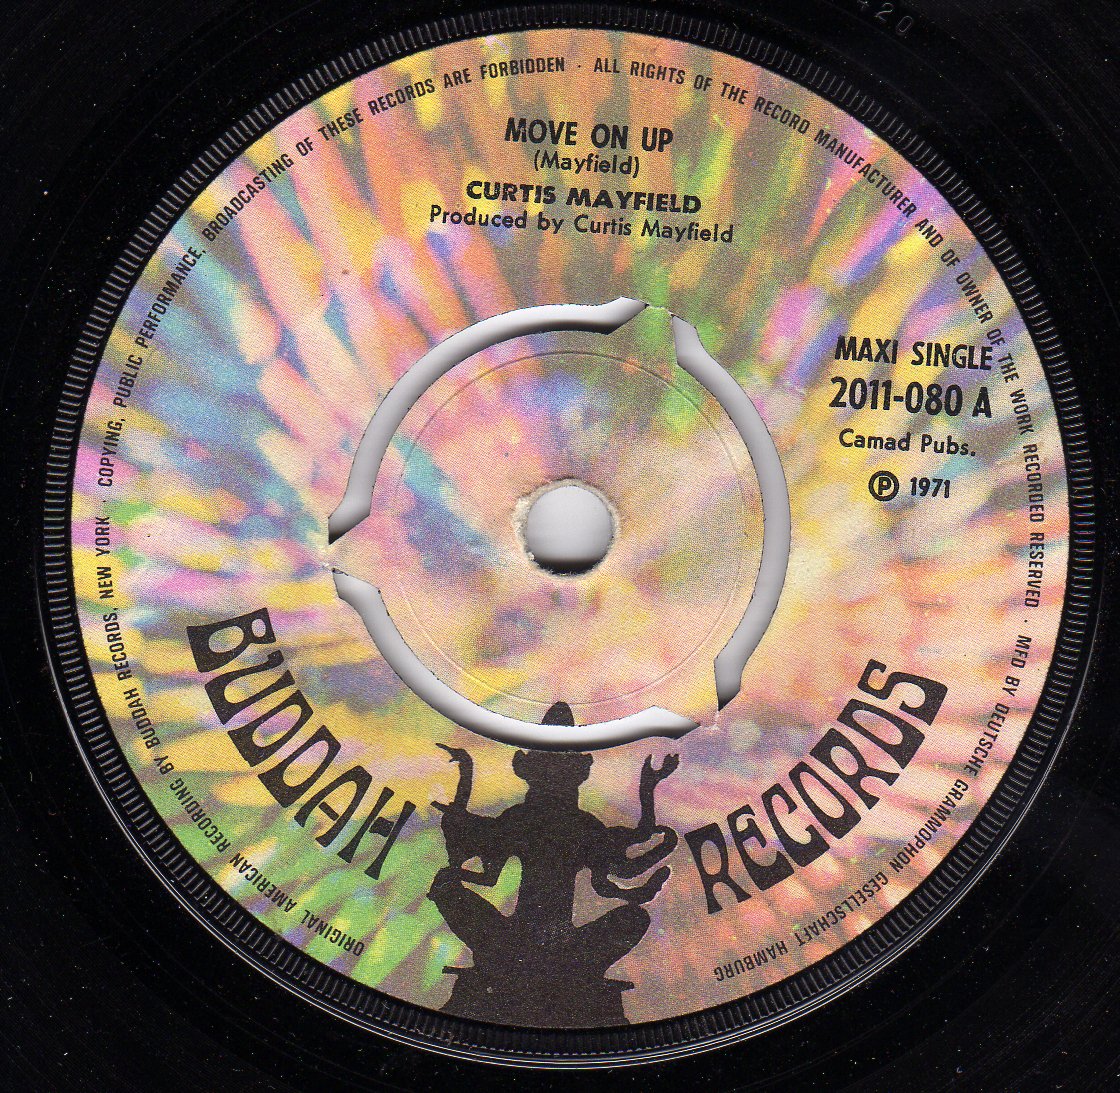 MOVE ON UP
(Mayfield)
CURTIS MAYFIELD
Produced by Curtis Mayfield
MAXI SINGLE
2011-080 A
Camad Pubs.
Ⓟ 1971
BUDDAH RECORDS
ORIGINAL AMERICAN RECORDING BY BUDDAH RECORDS, NEW YORK · COPYING, PUBLIC PERFORMANCE, BROADCASTING OF THESE RECORDS ARE FORBIDDEN · ALL RIGHTS OF THE RECORD MANUFACTURER AND OF OWNER OF THE WORK RECORDED RESERVED · MFD BY DEUTSCHE GRAMMOPHON GESELLSCHAFT HAMBURG
420